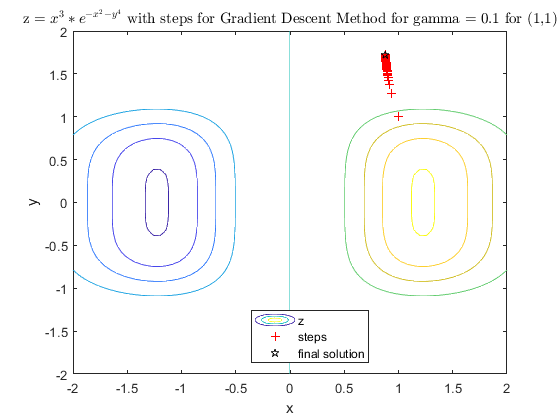 z = x^3 * e^{-x^2-y^4} with steps for Gradient Descent Method for gamma = 0.1 for (1,1)
2
1.5
1
0.5
0
-0.5
-1
-1.5
-2
y
z
steps
final solution
-2 -1.5 -1 -0.5 0 0.5 1 1.5 2
x